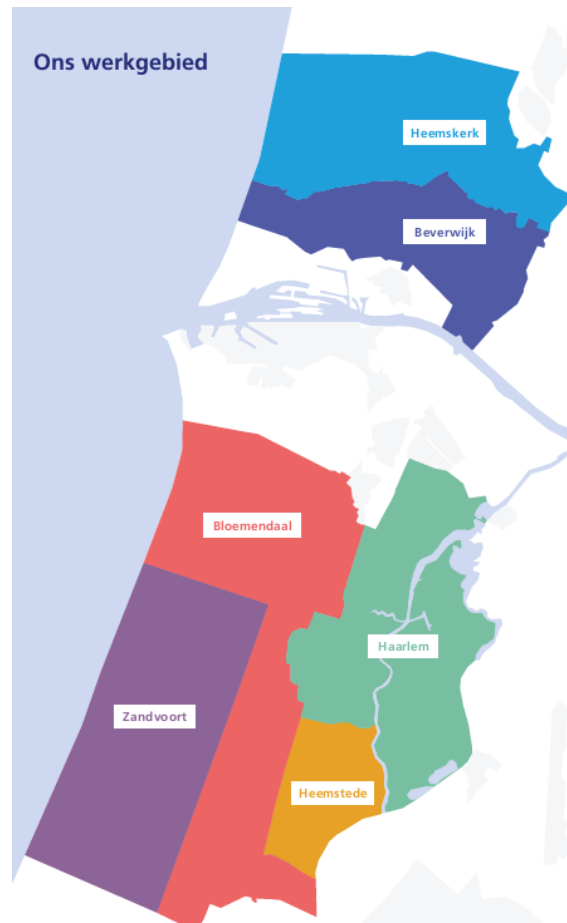 Ons werkgebied
Heemskerk
Beverwijk
Bloemendaal
Haarlem
Zandvoort
Heemstede